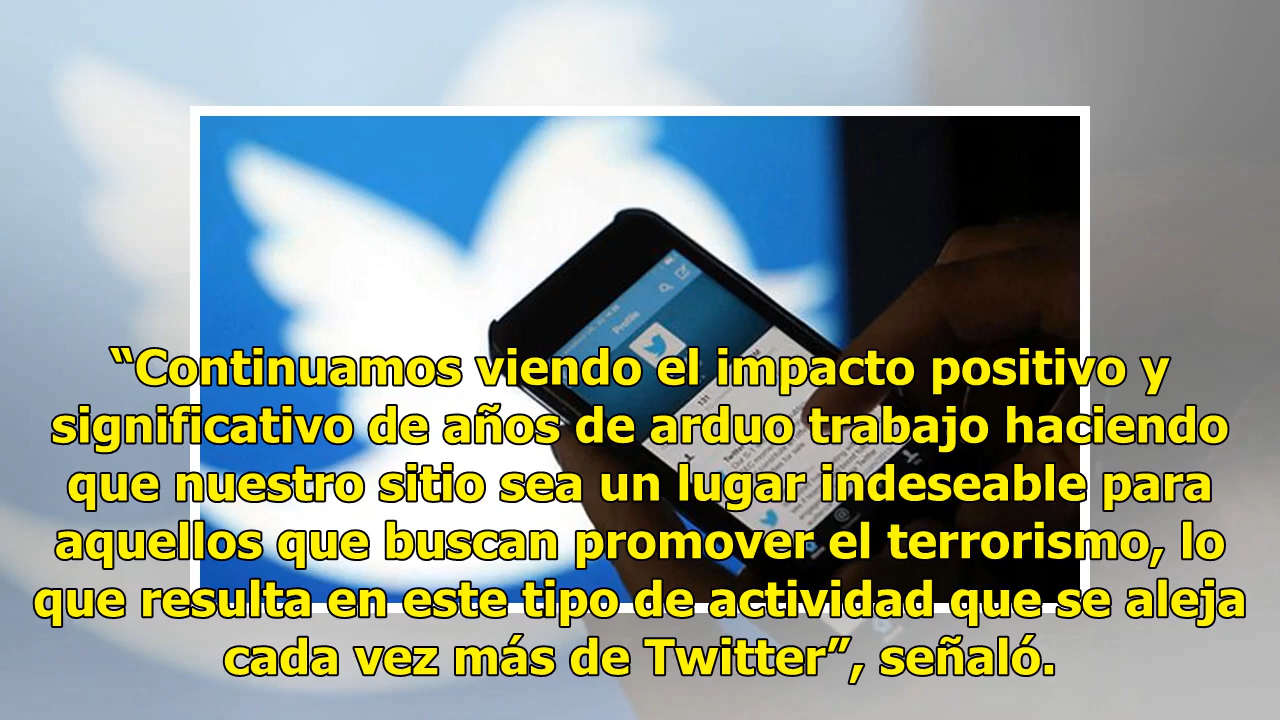 Profile
131
“Continuamos viendo el impacto positivo y
significativo de años de arduo trabajo haciendo
que nuestro sitio sea un lugar indeseable para
aquellos que buscan promover el terrorismo, lo
que resulta en este tipo de actividad que se aleja
cada vez más de Twitter”, señaló.